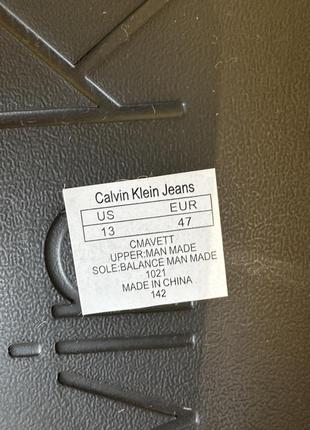 Calvin Klein Jeans
US EUR
13 47
CMAVETT
UPPER:MAN MADE
SOLE:BALANCE MAN MADE
1021
MADE IN CHINA
142